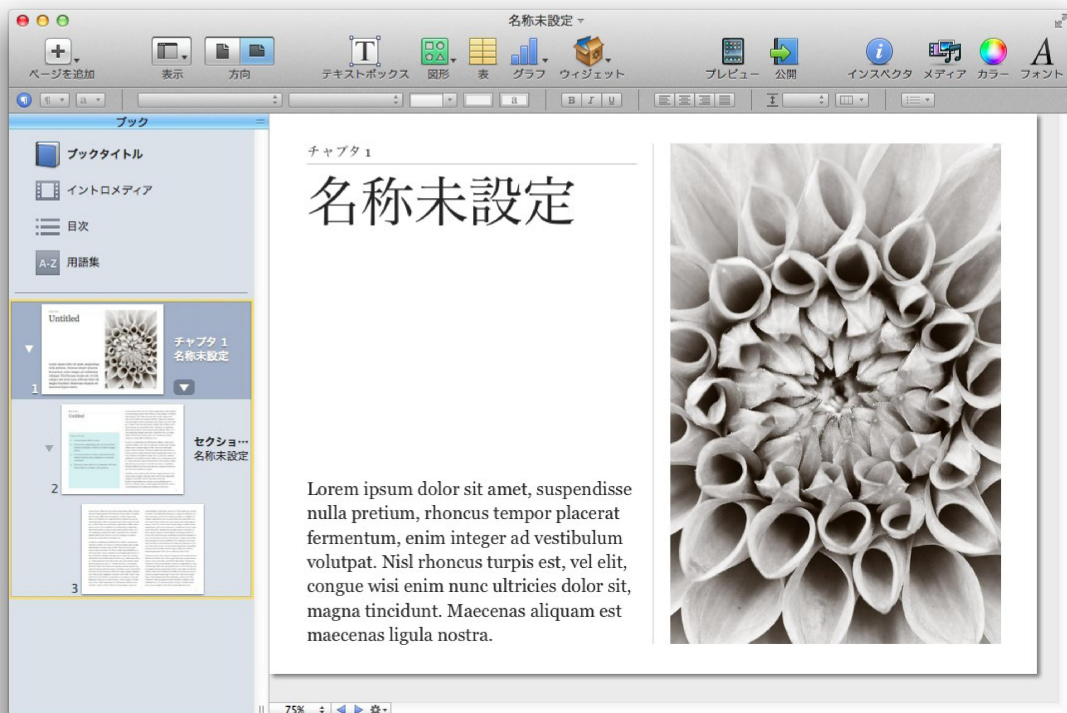 名称未設定
ページを追加
表示
方向
テキストボックス
図形
表
グラフ
ウィジェット
プレビュー
公開
インスペクタ
メディア
カラー
フォント
a
a
B I U
ブック
ブックタイトル
イントロメディア
目次
A-Z 用語集
Untitled
チャプタ 1
名称未設定
1
Untitled
セクショ…
名称未設定
2
3
チャプタ 1
名称未設定
Lorem ipsum dolor sit amet, suspendisse
nulla pretium, rhoncus tempor placerat
fermentum, enim integer ad vestibulum
volutpat. Nisl rhoncus turpis est, vel elit,
congue wisi enim nunc ultricies dolor sit,
magna tincidunt. Maecenas aliquam est
maecenas ligula nostra.
75%